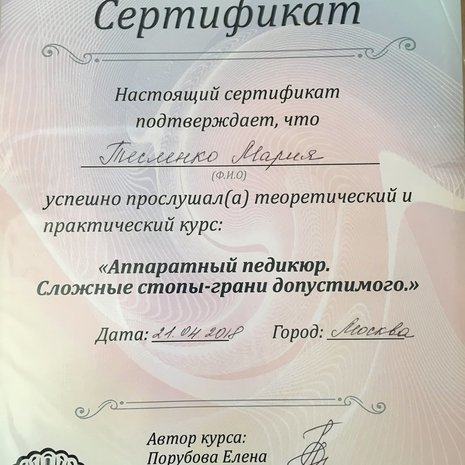 Сертификат
Настоящий сертификат
подтверждает, что
Тесленко Мария
(Ф.И.О)
успешно прослушал(а) теоретический и
практический курс:
«Аппаратный педикюр.
Сложные стопы-грани допустимого.»
Дата: 21.04.2018 Город: Москва
Автор курса:
Порубова Елена